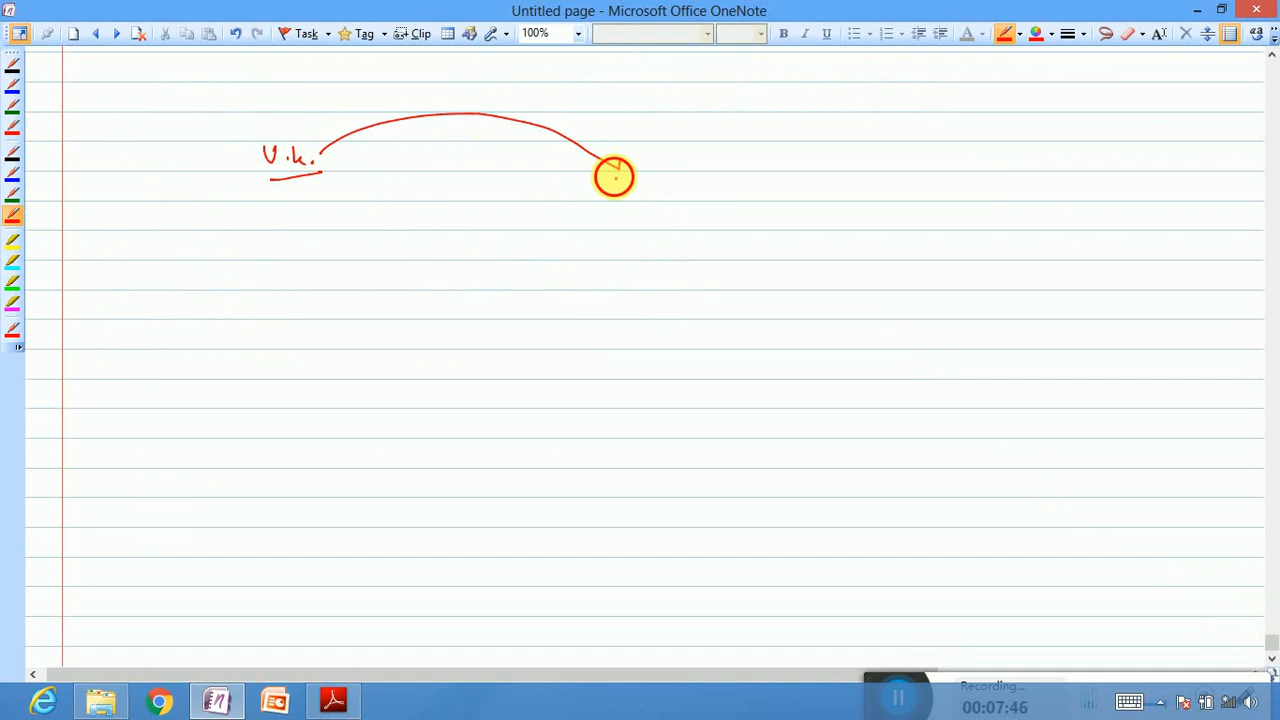 Untitled page - Microsoft Office OneNote
Task Tag Clip 100% B I U
U.k.
Recording...
00:07:46